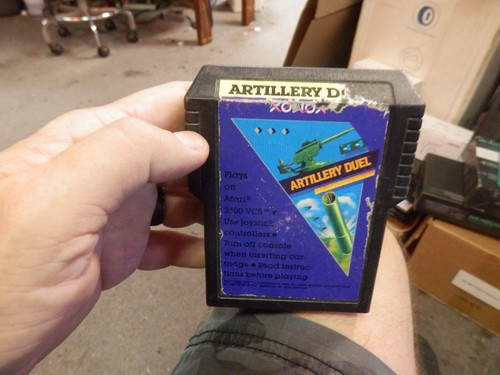 ARTILLERY D
XONOX
ARTILLERY DUEL
Plays
on
Atari®
2600 VCS™ •
Use joystick
controllers •
Turn off console
when inserting car-
tridge • Read instruc-
tions before playing.